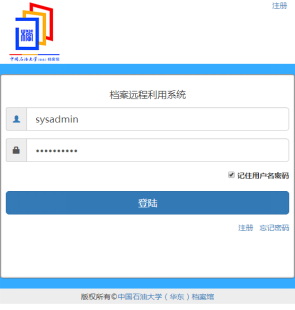 注册
中国石油大学(华东)档案馆
档案远程利用系统
sysadmin
••••••••••
记住用户名密码
登陆
注册 忘记密码
版权所有©中国石油大学（华东）档案馆